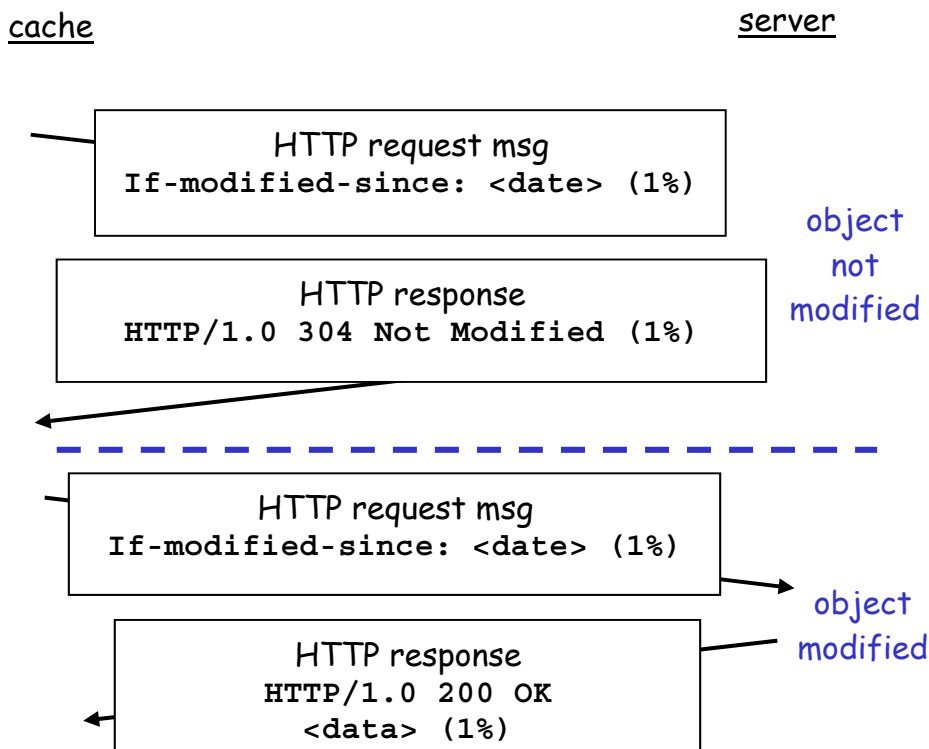 cache
server
HTTP request msg
If-modified-since: <date> (1%)
object
not
modified
HTTP response
HTTP/1.0 304 Not Modified (1%)
HTTP request msg
If-modified-since: <date> (1%)
object
modified
HTTP response
HTTP/1.0 200 OK
<data> (1%)